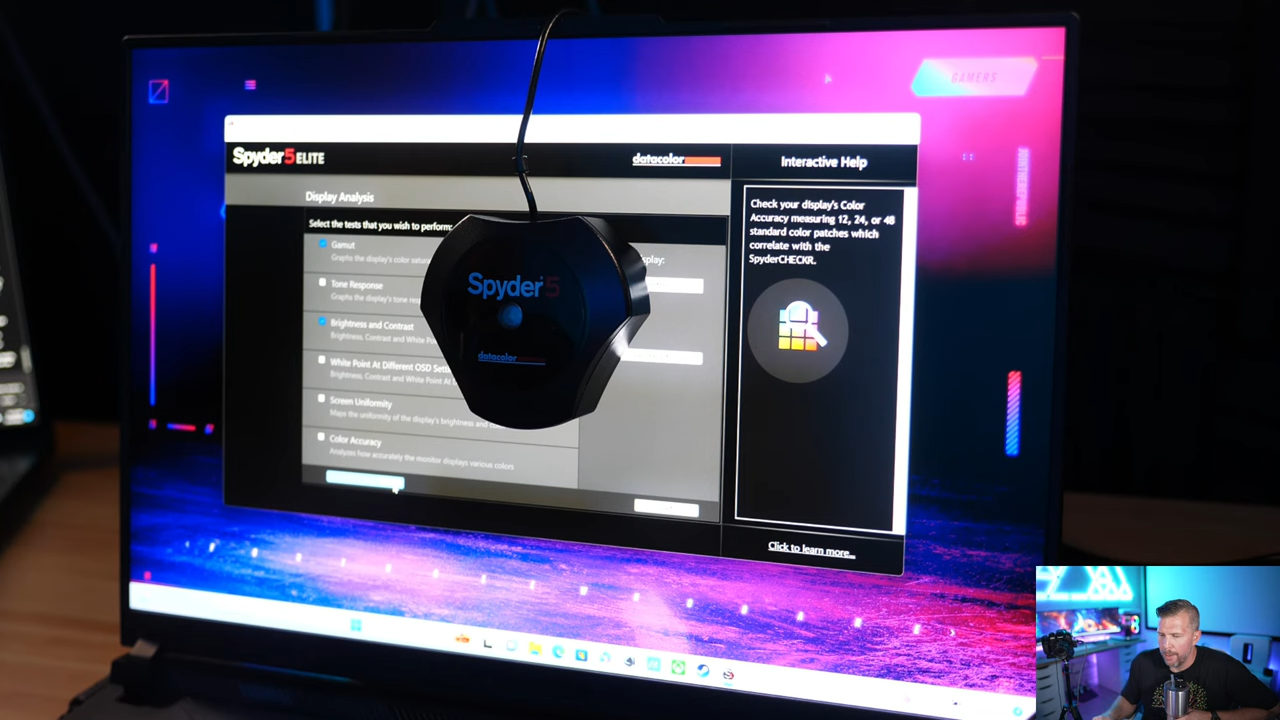 GAMERS
Spyder5ELITE
datacolor
Interactive Help
Display Analysis
Select the tests that you wish to perform:
Gamut
Graphs the display's color
Tone Response
Graphs the display's tone
Brightness and Contrast
Brightness, Contrast and White
White Point At Different OSD
Brightness, Contrast and White Point At
Screen Uniformity
Maps the uniformity of the display's brightness and
Color Accuracy
Analyzes how accurately the monitor displays various colors
Check your display's Color
Accuracy measuring 12, 24, or 48
standard color patches which
correlate with the
SpyderCHECKR.
Click to learn more...
Spyder5
datacolor